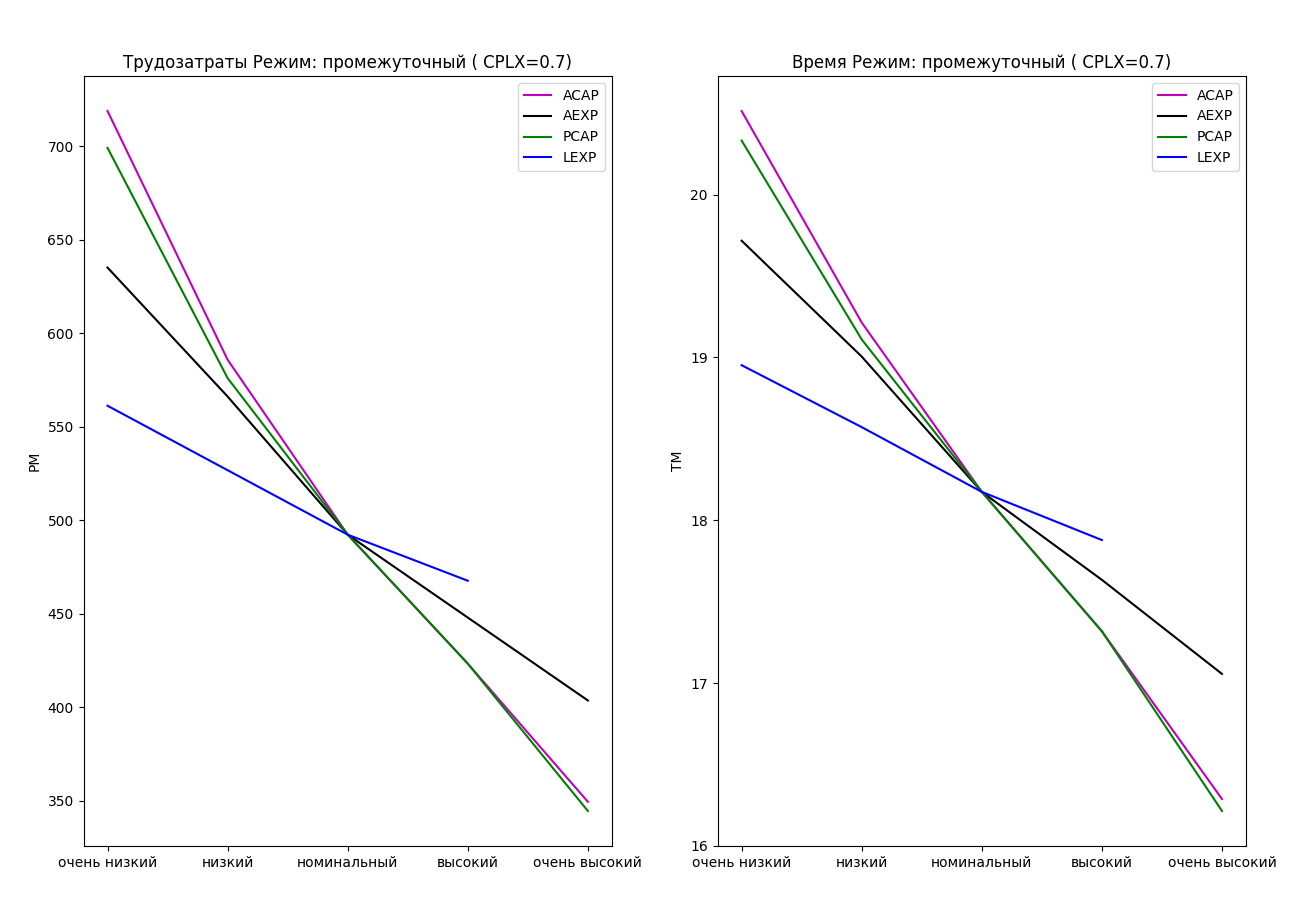 Трудозатраты Режим: промежуточный ( CPLX=0.7)
ACAP
AEXP
PCAP
LEXP
700
650
600
550
500
450
400
350
PM
очень низкий
низкий
номинальный
высокий
очень высокий
Время Режим: промежуточный ( CPLX=0.7)
ACAP
AEXP
PCAP
LEXP
20
19
18
17
16
TM
очень низкий
низкий
номинальный
высокий
очень высокий